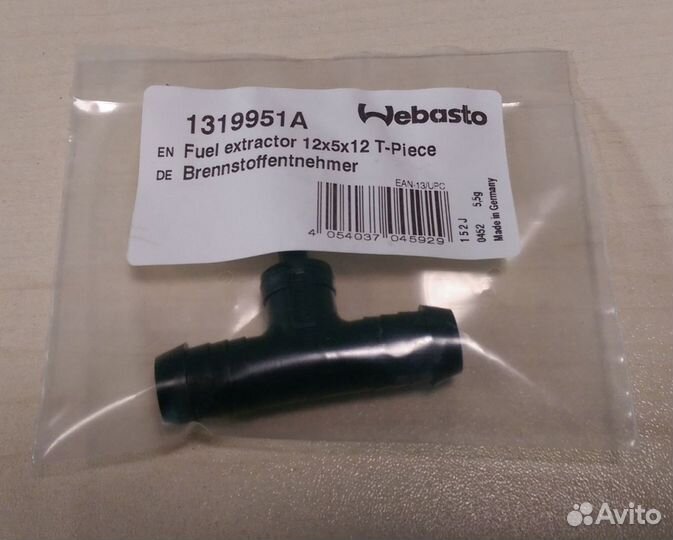 1319951A
Webasto
EN Fuel extractor 12x5x12 T-Piece
DE Brennstoffentnehmer
EAN-13/UPC
4 054037 045929
152J 5,5g
0452 Made in Germany
Avito